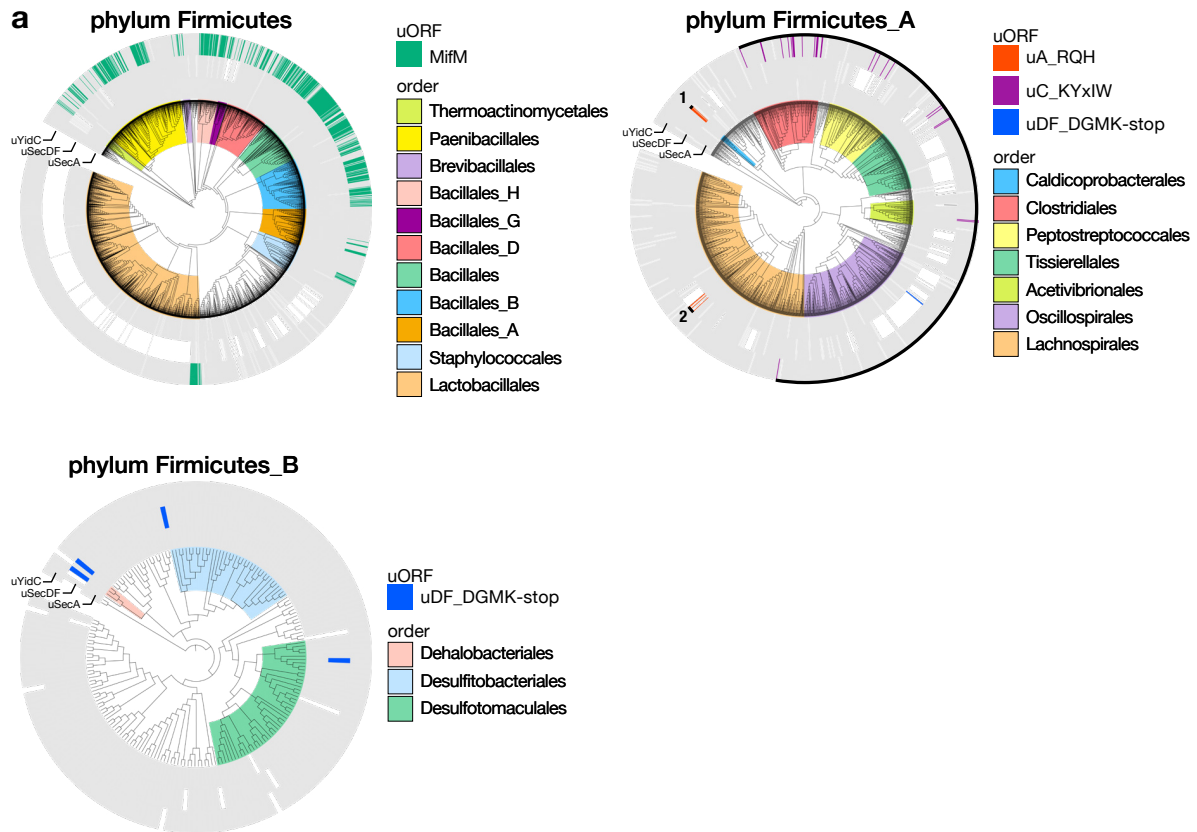 a
phylum Firmicutes
uORF
MifM
order
Thermoactinomycetales
Paenibacillales
Brevibacillales
Bacillales_H
Bacillales_G
Bacillales_D
Bacillales
Bacillales_B
Bacillales_A
Staphylococcales
Lactobacillales
uYidC
uSecDF
uSecA
phylum Firmicutes_A
uORF
uA_RQH
uC_KYxIW
uDF_DGMK-stop
order
Caldicoprobacterales
Clostridiales
Peptostreptococcales
Tissierellales
Acetivibrionales
Oscillospirales
Lachnospirales
1
uYidC
uSecDF
uSecA
2
phylum Firmicutes_B
uORF
uDF_DGMK-stop
order
Dehalobacteriales
Desulfitobacteriales
Desulfotomaculales
uYidC
uSecDF
uSecA